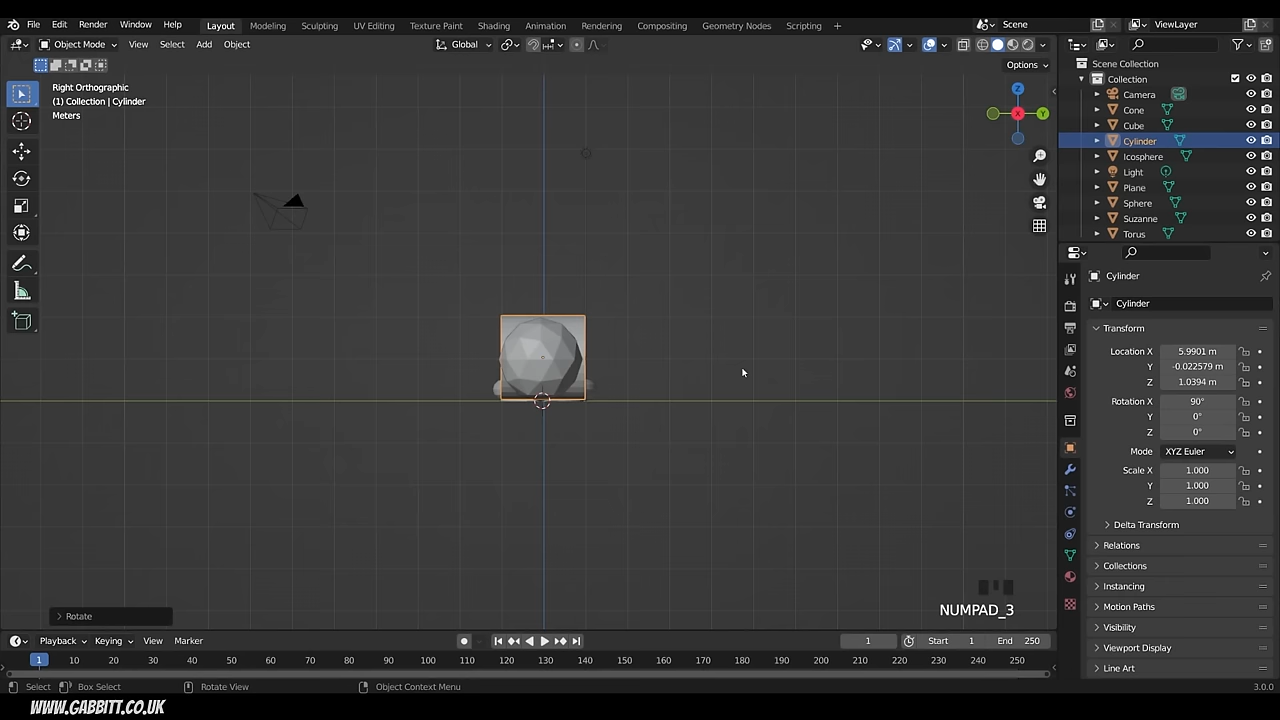 File Edit Render Window Help Layout Modeling Sculpting UV Editing Texture Paint Shading Animation Rendering Compositing Geometry Nodes Scripting + Scene ViewLayer
Object Mode View Select Add Object Global
Options
Right Orthographic
(1) Collection | Cylinder
Meters
Z
Y
X
Scene Collection
Collection
Camera
Cone
Cube
Cylinder
Icosphere
Light
Plane
Sphere
Suzanne
Torus
Cylinder
Cylinder
Transform
Location X 5.9901 m
Y -0.022579 m
Z 1.0394 m
Rotation X 90°
Y 0°
Z 0°
Mode XYZ Euler
Scale X 1.000
Y 1.000
Z 1.000
Delta Transform
Relations
Collections
Instancing
Motion Paths
Visibility
Viewport Display
Line Art
NUMPAD_3
Rotate
Playback Keying View Marker 1 Start 1 End 250
1 10 20 30 40 50 60 70 80 90 100 110 120 130 140 150 160 170 180 190 200 210 220 230 240 250
Select Box Select Rotate View Object Context Menu 3.0.0
WWW.GABBITT.CO.UK